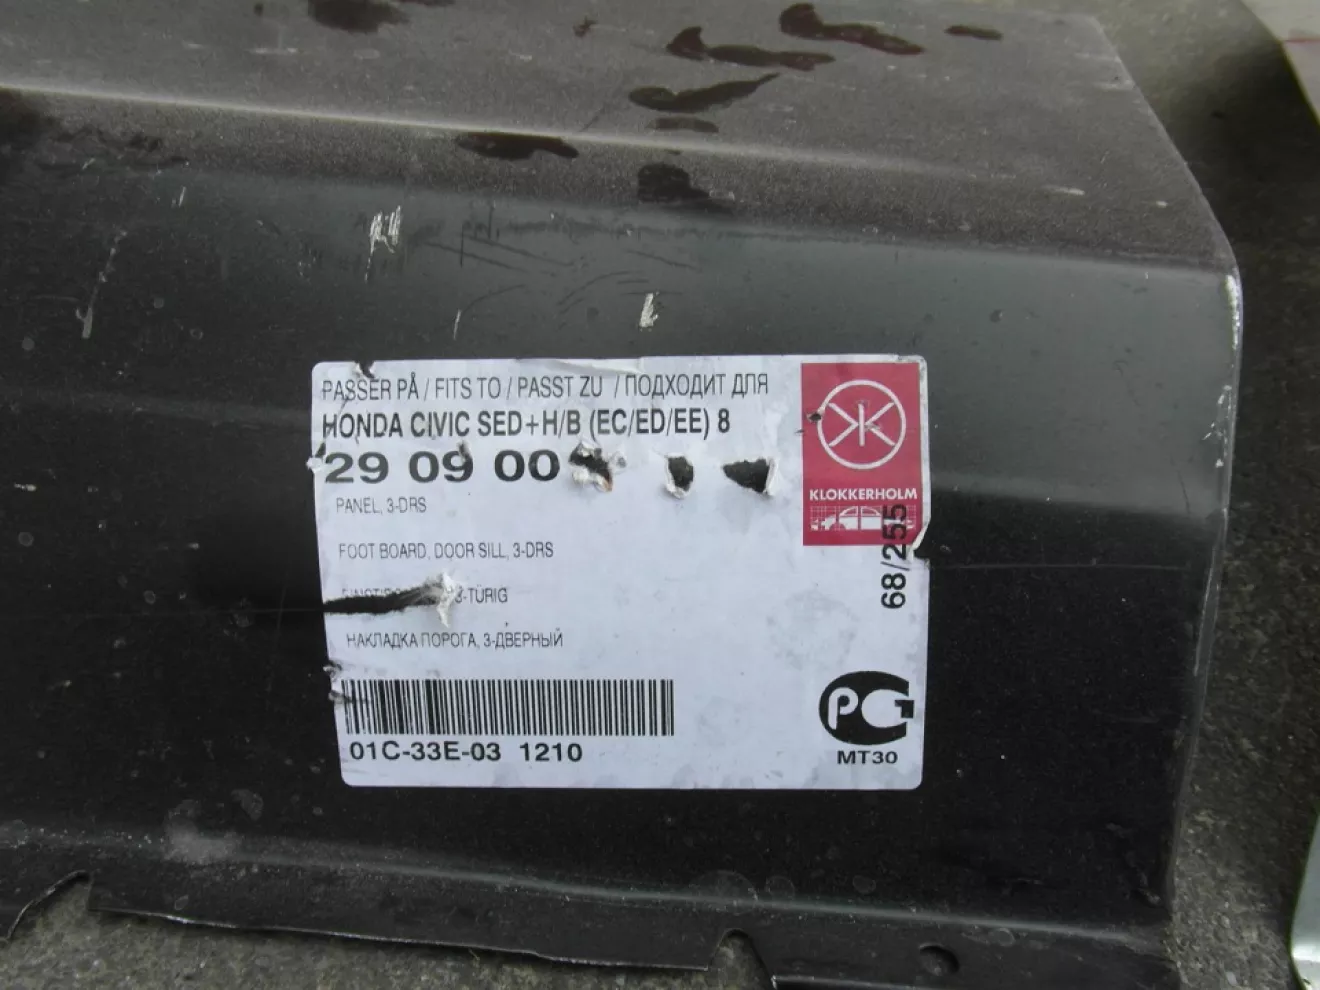 PASSER PÅ / FITS TO / PASST ZU / ПОДХОДИТ ДЛЯ
HONDA CIVIC SED+H/B (EC/ED/EE) 8
29 09 00
PANEL, 3-DRS
FOOT BOARD, DOOR SILL, 3-DRS
3-TÜRIG
НАКЛАДКА ПОРОГА, 3-ДВЕРНЫЙ
01C-33E-03 1210
KLOKKERHOLM
68/255
РС
MT30